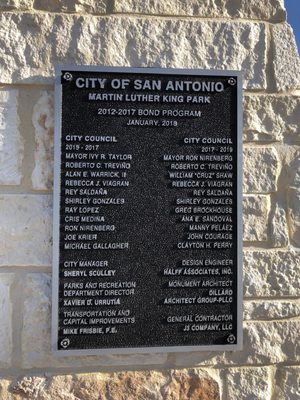 CITY OF SAN ANTONIO
MARTIN LUTHER KING PARK
2012-2017 BOND PROGRAM
JANUARY, 2018
CITY COUNCIL
2015 - 2017
MAYOR IVY R. TAYLOR
ROBERTO C. TREVIÑO
ALAN E. WARRICK, II
REBECCA J. VIAGRAN
REY SALDAÑA
SHIRLEY GONZALES
RAY LOPEZ
CRIS MEDINA
RON NIRENBERG
JOE KRIER
MICHAEL GALLAGHER
CITY MANAGER
SHERYL SCULLEY
PARKS AND RECREATION
DEPARTMENT DIRECTOR
XAVIER D. URRUTIA
TRANSPORTATION AND
CAPITAL IMPROVEMENTS
MIKE FRISBIE, P.E.
CITY COUNCIL
2017 - 2019
MAYOR RON NIRENBERG
ROBERTO C. TREVIÑO
WILLIAM "CRUZ" SHAW
REBECCA J. VIAGRAN
REY SALDAÑA
SHIRLEY GONZALES
GREG BROCKHOUSE
ANA E. SANDOVAL
MANNY PELAEZ
JOHN COURAGE
CLAYTON H. PERRY
DESIGN ENGINEER
HALFF ASSOCIATES, INC.
MONUMENT ARCHITECT
DILLARD
ARCHITECT GROUP-PLLC
GENERAL CONTRACTOR
J3 COMPANY, LLC